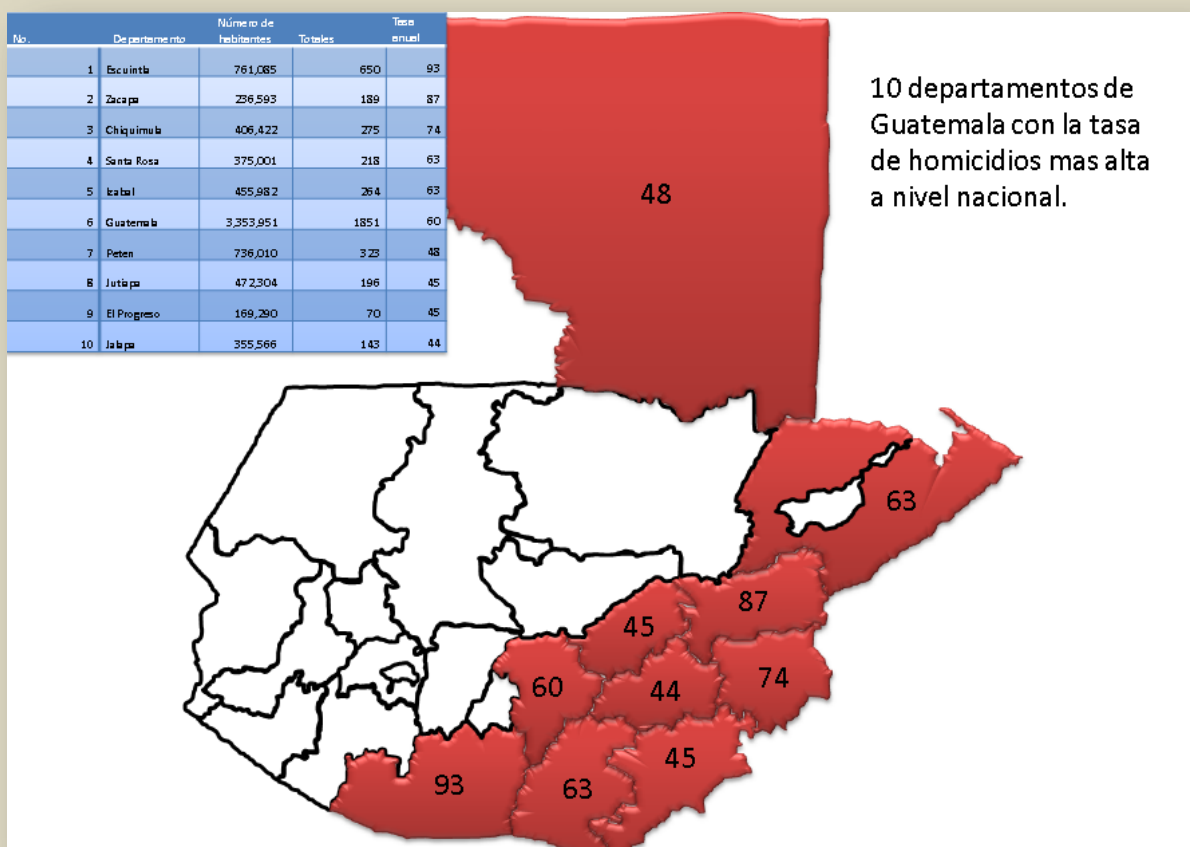 No. Departamento Número de habitantes Totales Tasa anual
1 Escuintla 761,085 650 93
2 Zacapa 236,593 189 87
3 Chiquimula 406,422 275 74
4 Santa Rosa 375,001 218 63
5 Izabal 455,982 264 63
6 Guatemala 3,353,951 1851 60
7 Peten 736,010 323 48
8 Jutiapa 472,304 196 45
9 El Progreso 169,290 70 45
10 Jalapa 355,566 143 44
10 departamentos de
Guatemala con la tasa
de homicidios mas alta
a nivel nacional.
48
63
87
45
74
60
44
45
93
63